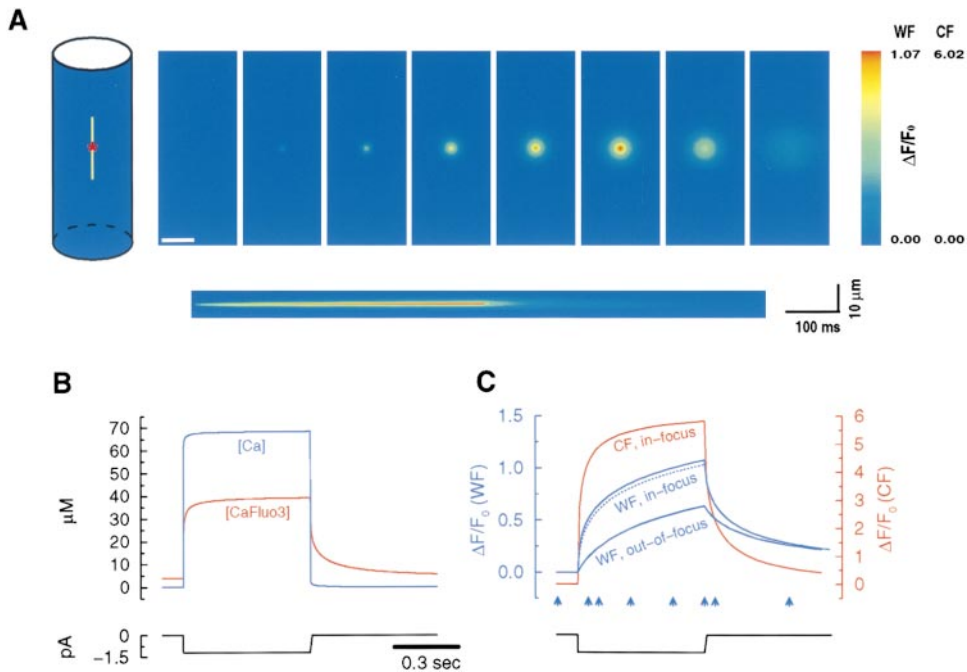 A
WF CF
1.07 6.02
ΔF/F₀
0.00 0.00
10 μm
100 ms
B
70
60
50
40
30
20
10
0
μM
[Ca]
[CaFluo3]
pA
0
−1.5
0.3 sec
C
1.5
1.0
0.5
0.0
ΔF/F₀ (WF)
CF, in-focus
WF, in-focus
WF, out-of-focus
6
5
4
3
2
1
0
ΔF/F₀ (CF)